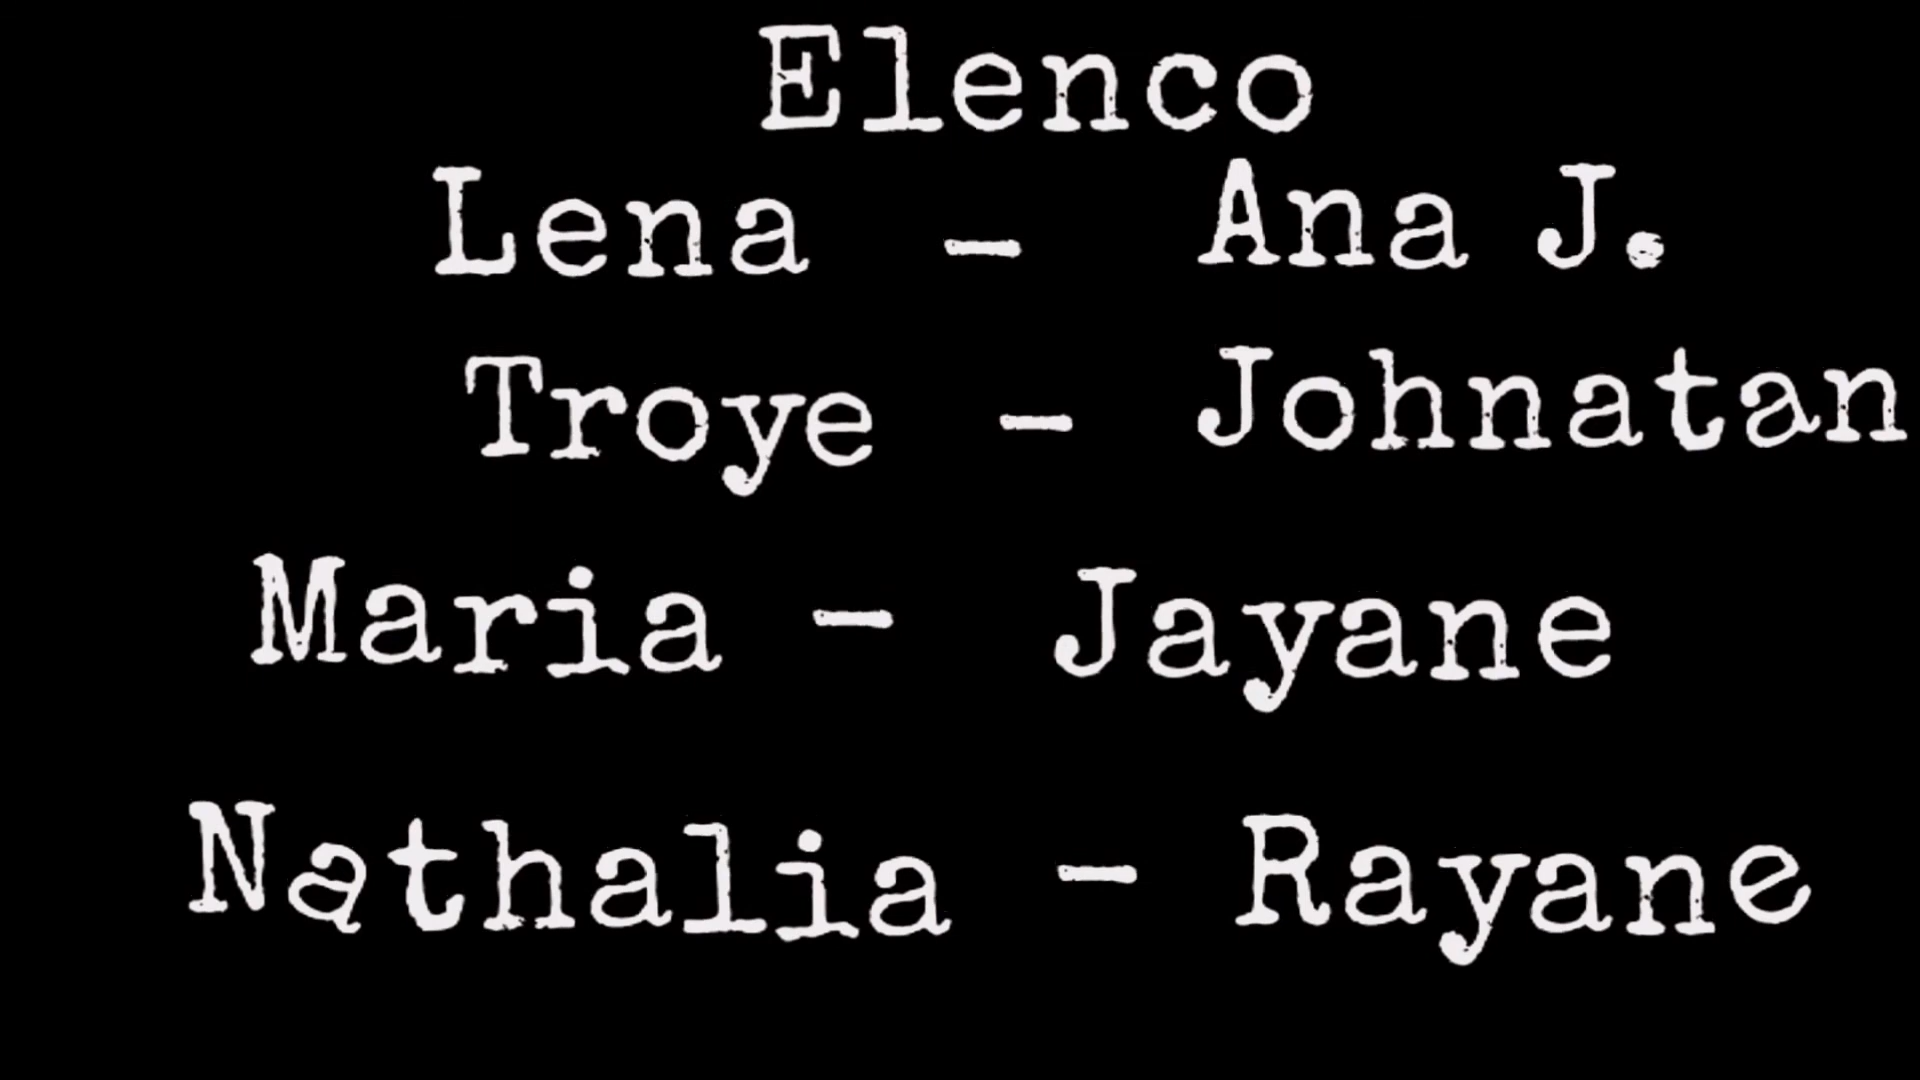 Elenco
Lena - Ana J.
Troye - Johnatan
Maria - Jayane
Nathalia - Rayane